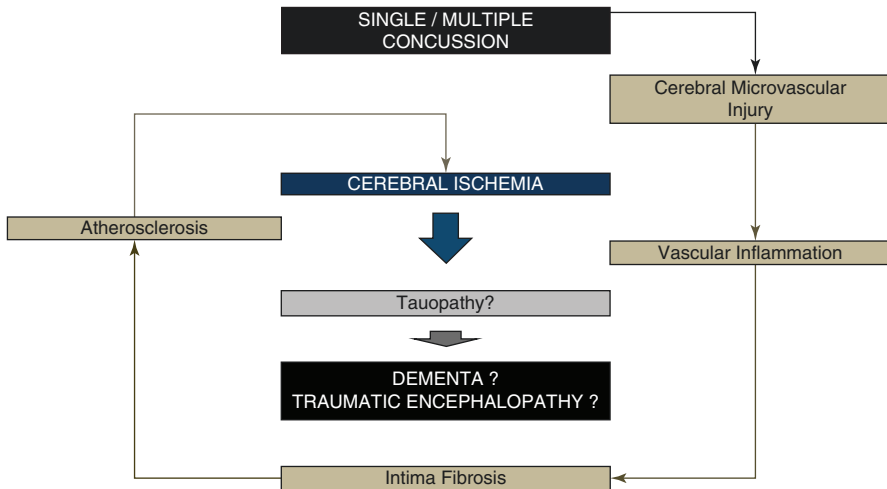 SINGLE / MULTIPLE
CONCUSSION
Cerebral Microvascular
Injury
CEREBRAL ISCHEMIA
Atherosclerosis
Vascular Inflammation
Tauopathy?
DEMENTA ?
TRAUMATIC ENCEPHALOPATHY ?
Intima Fibrosis